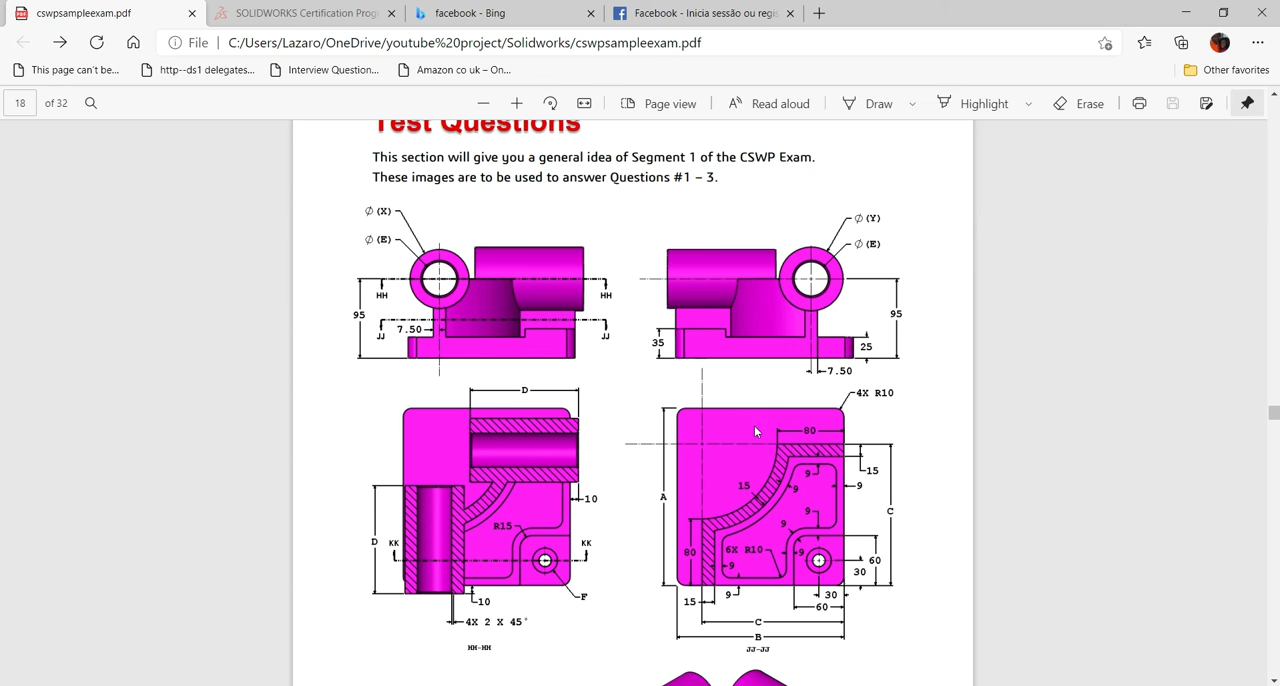 cswpsampleexam.pdf
SOLIDWORKS Certification Prog
facebook - Bing
Facebook - Inicia sessão ou regis
File
C:/Users/Lazaro/OneDrive/youtube%20project/Solidworks/cswpsampleexam.pdf
This page can't be...
http--ds1 delegates...
Interview Question...
Amazon co uk – On...
Other favorites
18 of 32
Page view
Read aloud
Draw
Highlight
Erase
Test Questions
This section will give you a general idea of Segment 1 of the CSWP Exam.
These images are to be used to answer Questions #1 – 3.
∅ (X)
∅ (E)
HH HH
95
7.50
JJ JJ
∅ (Y)
∅ (E)
95
35
25
7.50
D
10
R15
D
KK KK
F
10
4X 2 X 45°
HH-HH
4X R10
80
15
9
9
15
9
A
C
9
9
80
6X R10
9
60
9
30
9
15
30
60
C
B
JJ-JJ